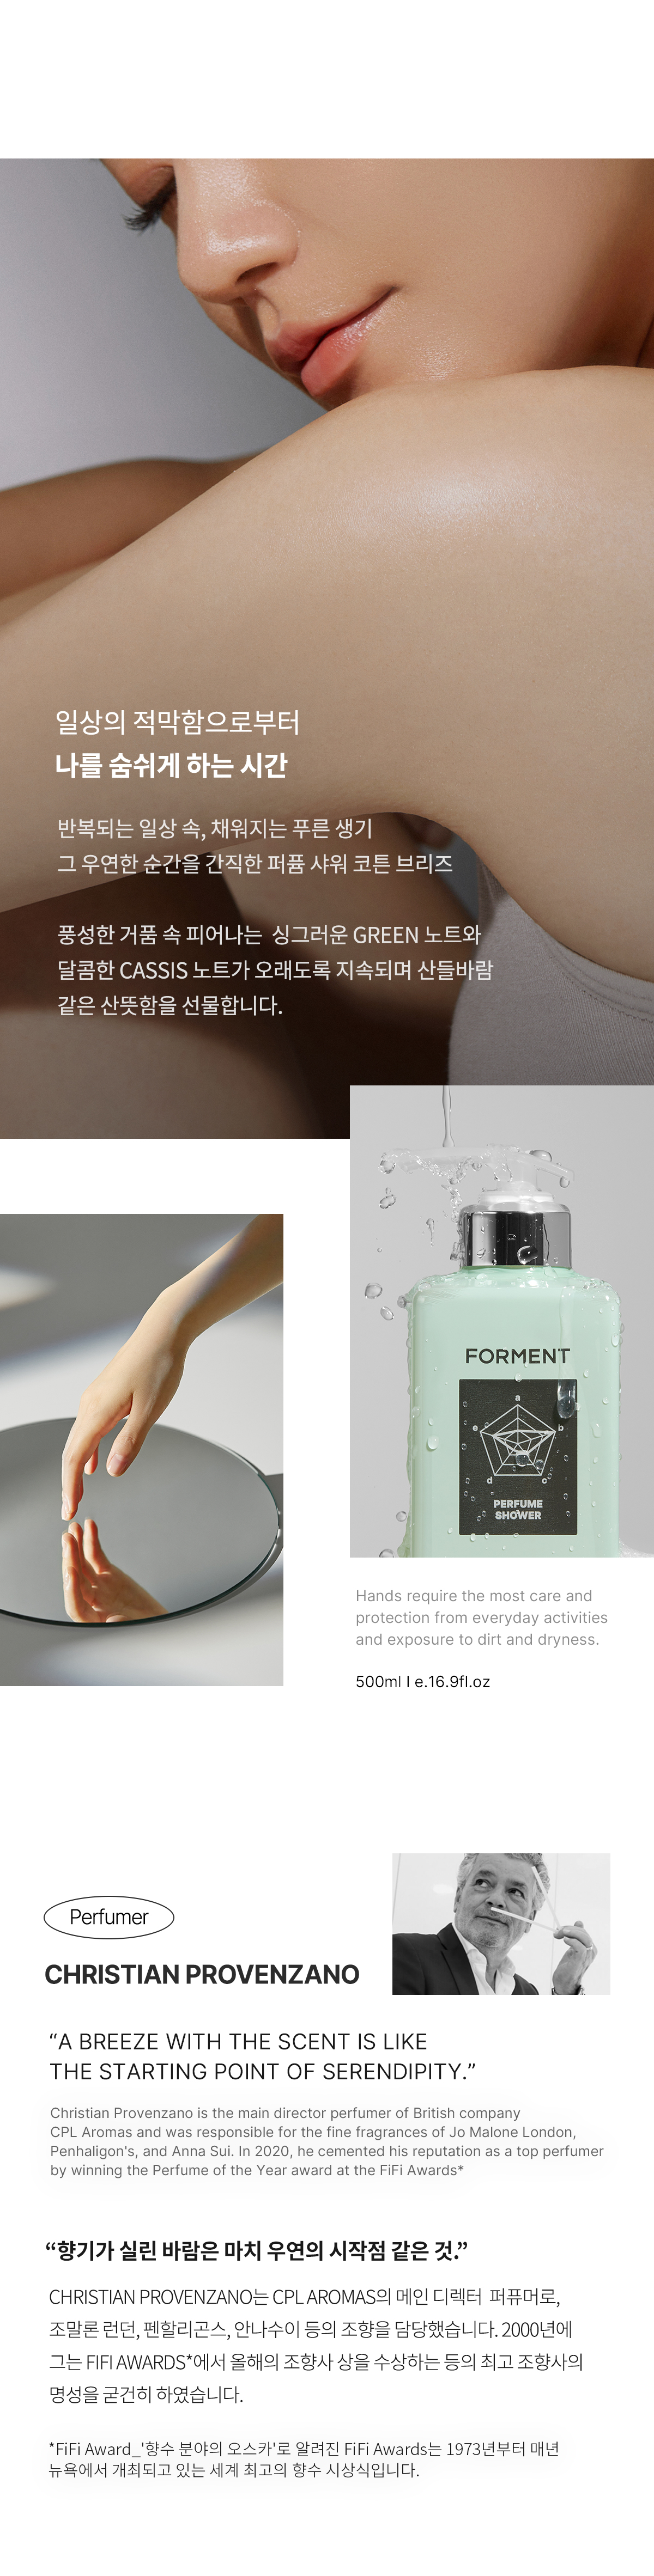 일상의 적막함으로부터
나를 숨쉬게 하는 시간
반복되는 일상 속, 채워지는 푸른 생기
그 우연한 순간을 간직한 퍼퓸 샤워 코튼 브리즈
풍성한 거품 속 피어나는 싱그러운 GREEN 노트와
달콤한 CASSIS 노트가 오래도록 지속되며 산들바람
같은 산뜻함을 선물합니다.
FORMENT
a
e b
d c
PERFUME
SHOWER
Hands require the most care and
protection from everyday activities
and exposure to dirt and dryness.
500ml I e.16.9fl.oz
Perfumer
CHRISTIAN PROVENZANO
“A BREEZE WITH THE SCENT IS LIKE
THE STARTING POINT OF SERENDIPITY.”
Christian Provenzano is the main director perfumer of British company
CPL Aromas and was responsible for the fine fragrances of Jo Malone London,
Penhaligon's, and Anna Sui. In 2020, he cemented his reputation as a top perfumer
by winning the Perfume of the Year award at the FiFi Awards*
“향기가 실린 바람은 마치 우연의 시작점 같은 것.”
CHRISTIAN PROVENZANO는 CPL AROMAS의 메인 디렉터 퍼퓨머로,
조말론 런던, 펜할리곤스, 안나수이 등의 조향을 담당했습니다. 2000년에
그는 FIFI AWARDS*에서 올해의 조향사 상을 수상하는 등의 최고 조향사의
명성을 굳건히 하였습니다.
*FiFi Award_'향수 분야의 오스카'로 알려진 FiFi Awards는 1973년부터 매년
뉴욕에서 개최되고 있는 세계 최고의 향수 시상식입니다.